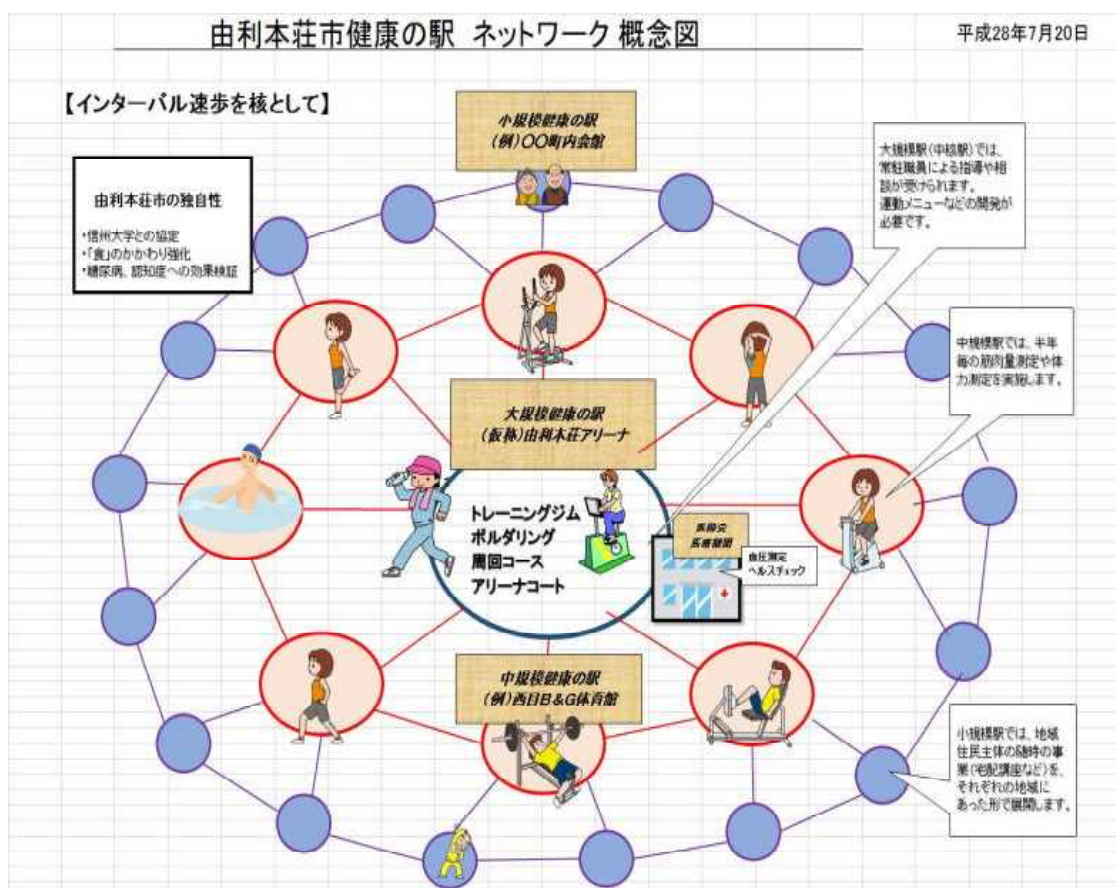 由利本荘市健康の駅 ネットワーク 概念図
平成28年7月20日
【インターバル速歩を核として】
小規模健康の駅
(例)〇〇町内会館
由利本荘市の独自性
・信州大学との協定
・「食」のかかわり強化
・糖尿病、認知症への効果検証
大規模駅(中核駅)では、
常駐職員による指導や相
談が受けられます。
運動メニューなどの開発が
必要です。
中規模駅では、半年
毎の筋肉量測定や体
力測定を実施します。
大規模健康の駅
(仮称)由利本荘アリーナ
トレーニングジム
ボルダリング
周回コース
アリーナコート
医師会
医療機関
血圧測定
ヘルスチェック
中規模健康の駅
(例)西目B&G体育館
小規模駅では、地域
住民主体の随時の事
業(宅配講座など)を、
それぞれの地域に
あった形で展開します。